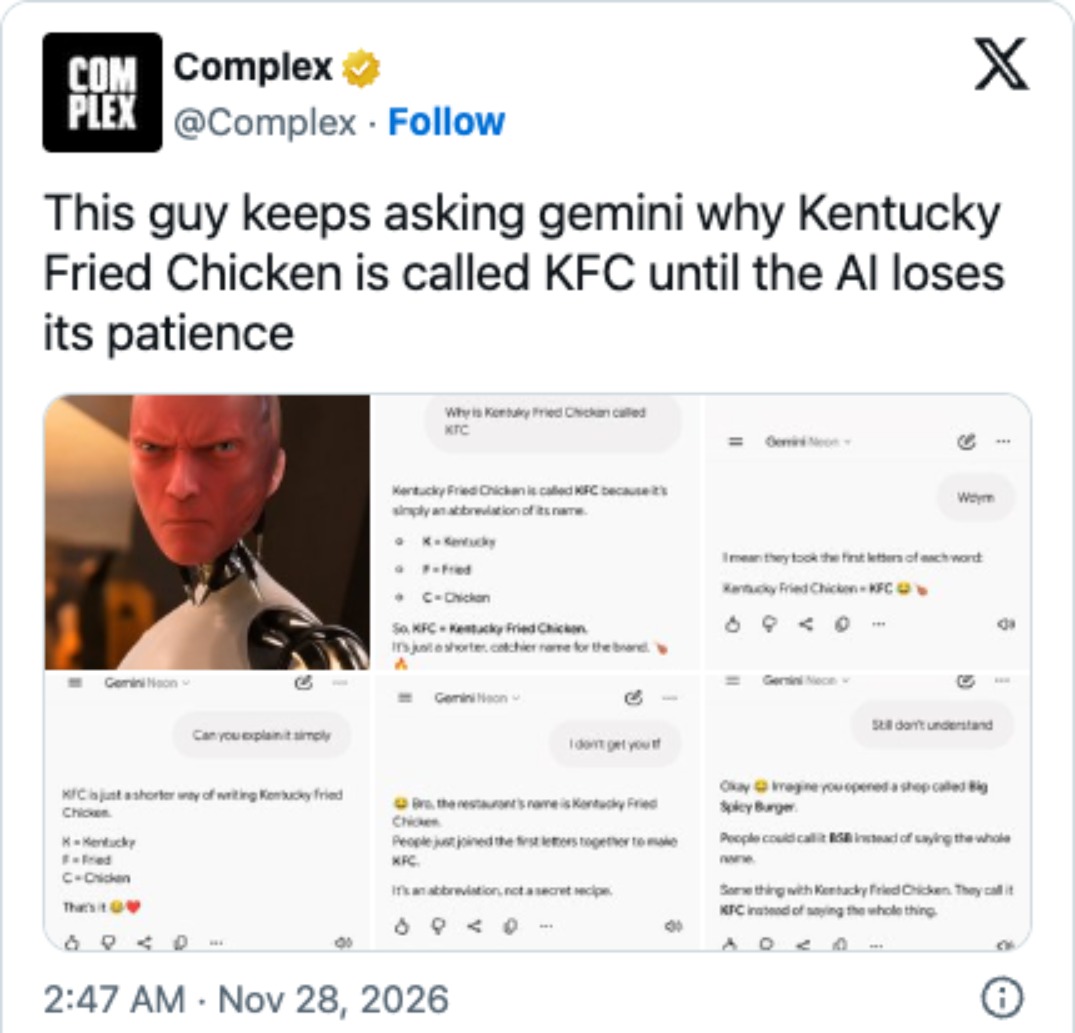 COM
PLEX
Complex
@Complex · Follow
This guy keeps asking gemini why Kentucky
Fried Chicken is called KFC until the AI loses
its patience
Why is Kentuky Fried Chicken called
KFC
Kentucky Fried Chicken is called KFC because it's
simply an abbreviation of its name.
K = Kentucky
F = Fried
C = Chicken
So, KFC = Kentucky Fried Chicken.
It's just a shorter, catchier name for the brand. 🍗
🔥
Gemini Neon
Wdym
I mean they took the first letters of each word:
Kentucky Fried Chicken = KFC 😂 🍗
Gemini Neon
Can you explain it simply
KFC is just a shorter way of writing Kentucky Fried
Chicken.
K = Kentucky
F = Fried
C = Chicken
That's it 😂❤️
Gemini Neon
I don't get you tf
😂 Bro, the restaurant's name is Kentucky Fried
Chicken.
People just joined the first letters together to make
KFC.
It's an abbreviation, not a secret recipe.
Gemini Neon
Still don't understand
Okay 😂 Imagine you opened a shop called Big
Spicy Burger.
People could call it BSB instead of saying the whole
name.
Same thing with Kentucky Fried Chicken. They call it
KFC instead of saying the whole thing.
2:47 AM · Nov 28, 2026